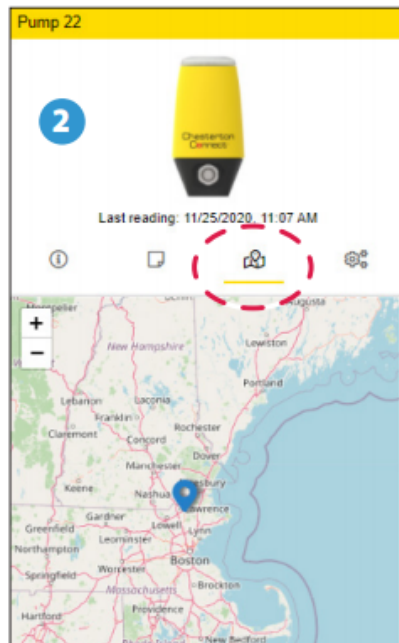 Pump 22
2
Chesterton
Connect
Last reading: 11/25/2020, 11:07 AM
+
−
Augusta
New Hampshire
Lewiston
Portland
Lebanon
Laconia
Franklin
Claremont
Rochester
Concord
Dover
Manchester
Keene
Nashua
Lawrence
Gardner
Lowell
Lynn
Greenfield
Leominster
Northampton
Boston
Springfield
Worcester
Massachusetts
Brockton
Hartford
Providence
New Bedford